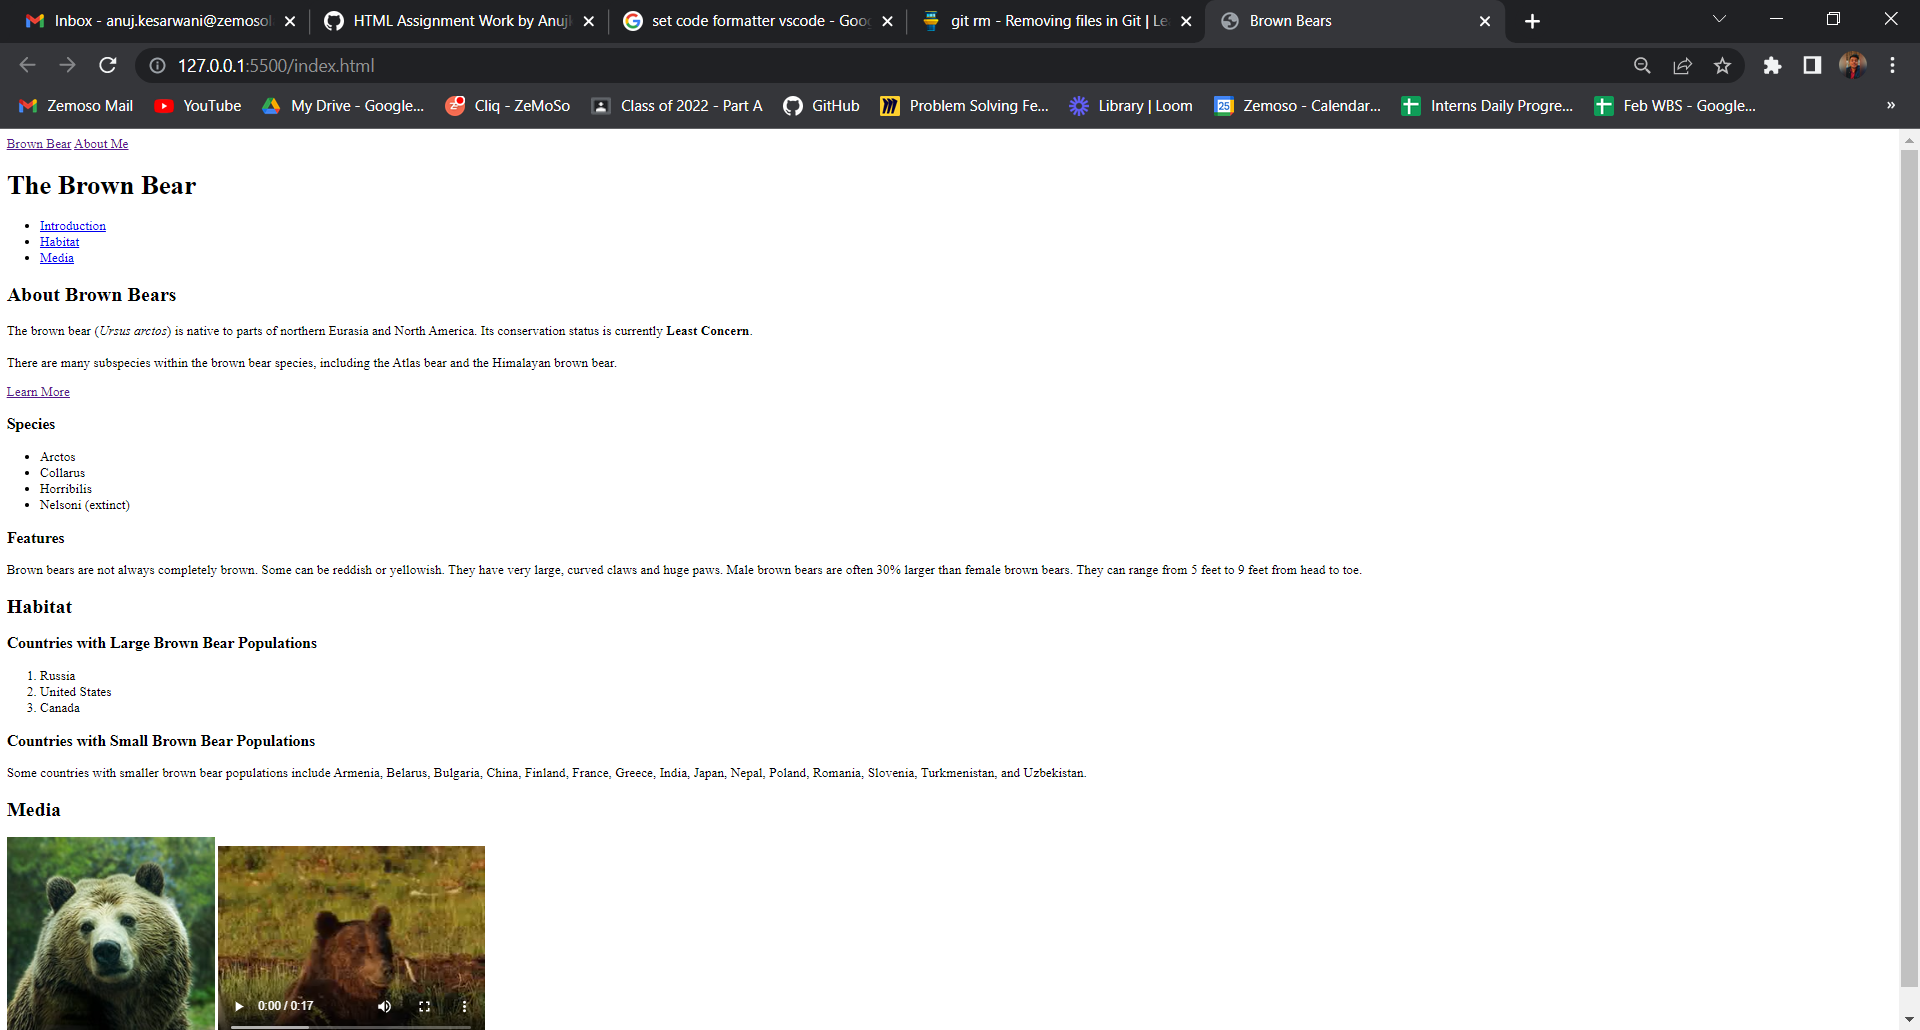 Inbox - anuj.kesarwani@zemosol
HTML Assignment Work by Anuj
set code formatter vscode - Goo
git rm - Removing files in Git | Le
Brown Bears
127.0.0.1:5500/index.html
Zemoso Mail
YouTube
My Drive - Google...
Cliq - ZeMoSo
Class of 2022 - Part A
GitHub
Problem Solving Fe...
Library | Loom
Zemoso - Calendar...
Interns Daily Progre...
Feb WBS - Google...
Brown Bear About Me
The Brown Bear
Introduction
Habitat
Media
About Brown Bears
The brown bear (Ursus arctos) is native to parts of northern Eurasia and North America. Its conservation status is currently Least Concern.
There are many subspecies within the brown bear species, including the Atlas bear and the Himalayan brown bear.
Learn More
Species
Arctos
Collarus
Horribilis
Nelsoni (extinct)
Features
Brown bears are not always completely brown. Some can be reddish or yellowish. They have very large, curved claws and huge paws. Male brown bears are often 30% larger than female brown bears. They can range from 5 feet to 9 feet from head to toe.
Habitat
Countries with Large Brown Bear Populations
1. Russia
2. United States
3. Canada
Countries with Small Brown Bear Populations
Some countries with smaller brown bear populations include Armenia, Belarus, Bulgaria, China, Finland, France, Greece, India, Japan, Nepal, Poland, Romania, Slovenia, Turkmenistan, and Uzbekistan.
Media
0:00 / 0:17